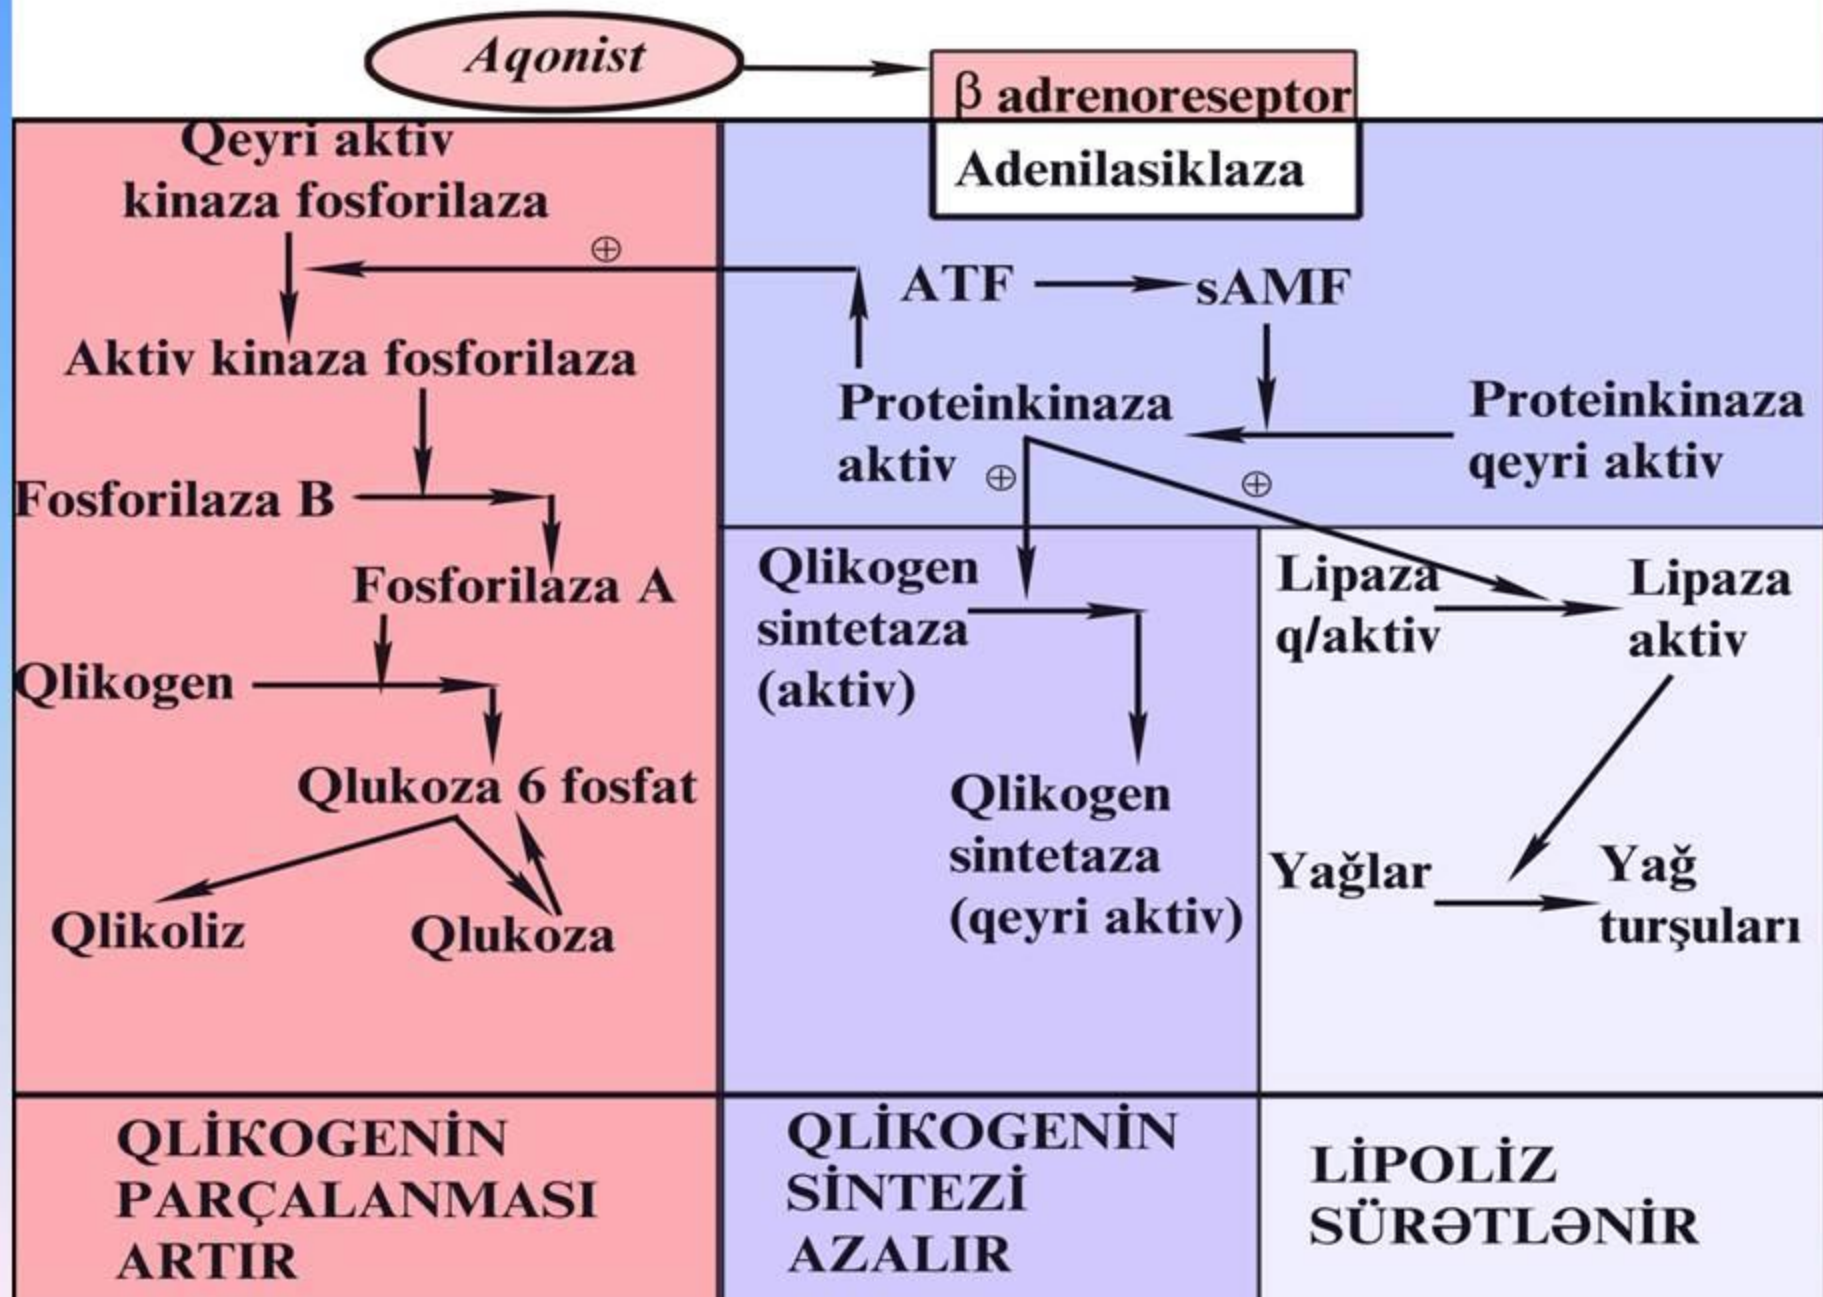 Aqonist
β adrenoreseptor
Adenilasiklaza
Qeyri aktiv
kinaza fosforilaza
⊕
Aktiv kinaza fosforilaza
Fosforilaza B
Fosforilaza A
Qlikogen
Qlukoza 6 fosfat
Qlikoliz
Qlukoza
ATF
sAMF
Proteinkinaza
aktiv
Proteinkinaza
qeyri aktiv
⊕
⊕
Qlikogen
sintetaza
(aktiv)
Qlikogen
sintetaza
(qeyri aktiv)
Lipaza
q/aktiv
Lipaza
aktiv
Yağlar
Yağ
turşuları
QLİKOGENİN
PARÇALANMASI
ARTIR
QLİKOGENİN
SİNTEZİ
AZALIR
LİPOLİZ
SÜRƏTLƏNİR